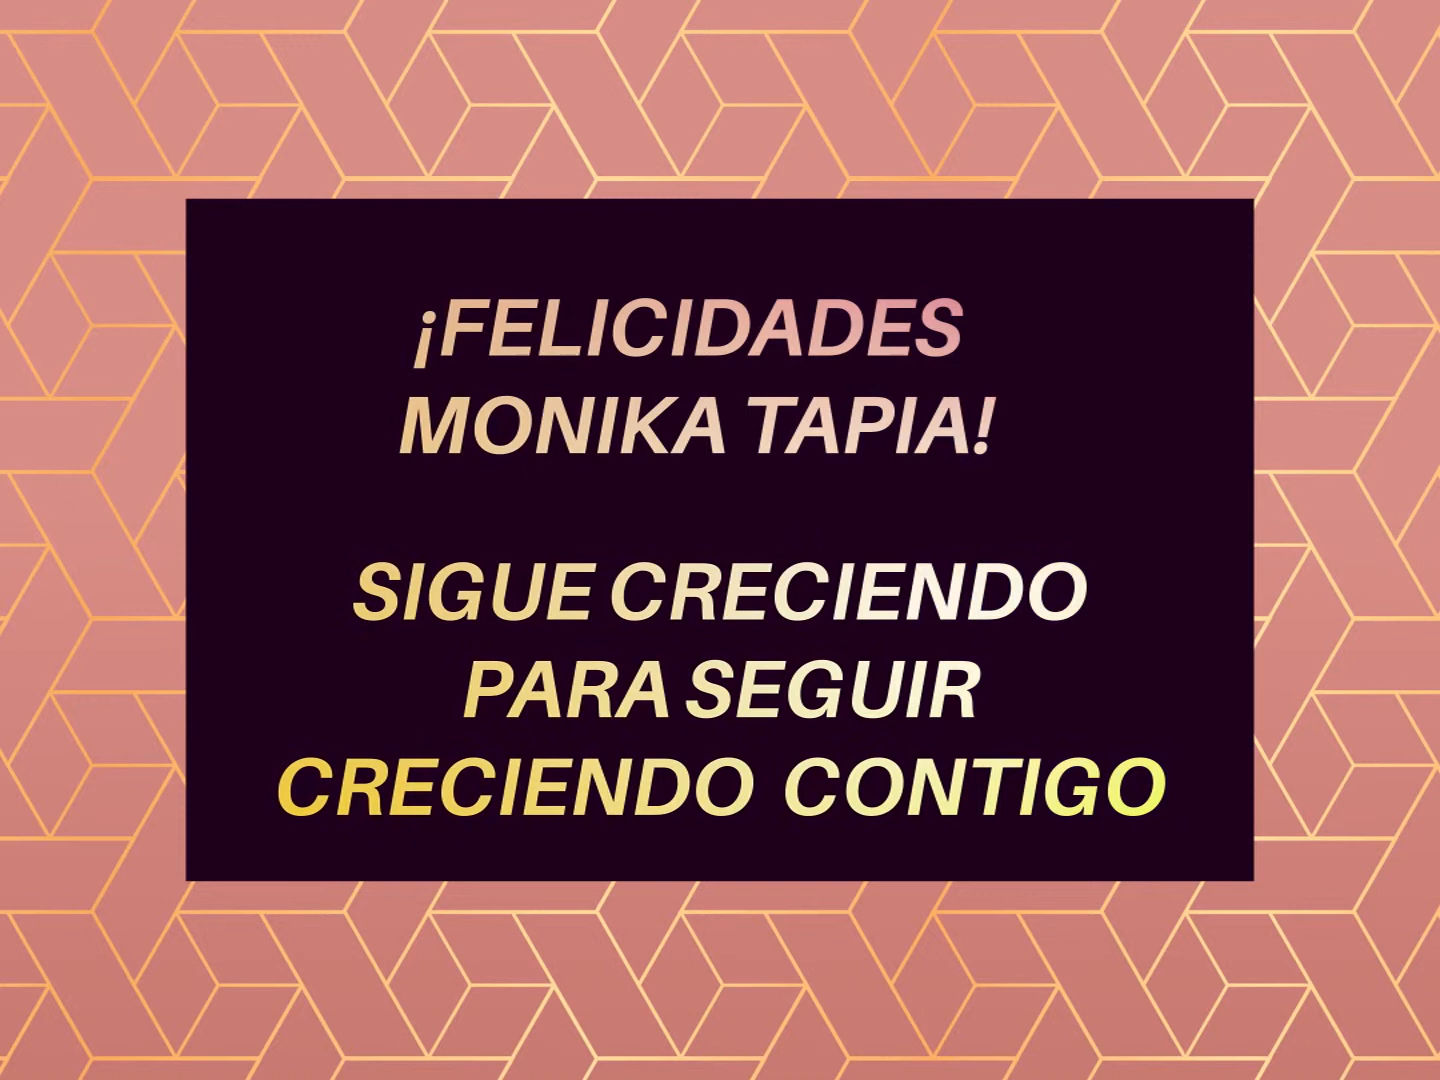 ¡FELICIDADES
MONIKA TAPIA!
SIGUE CRECIENDO
PARA SEGUIR
CRECIENDO CONTIGO